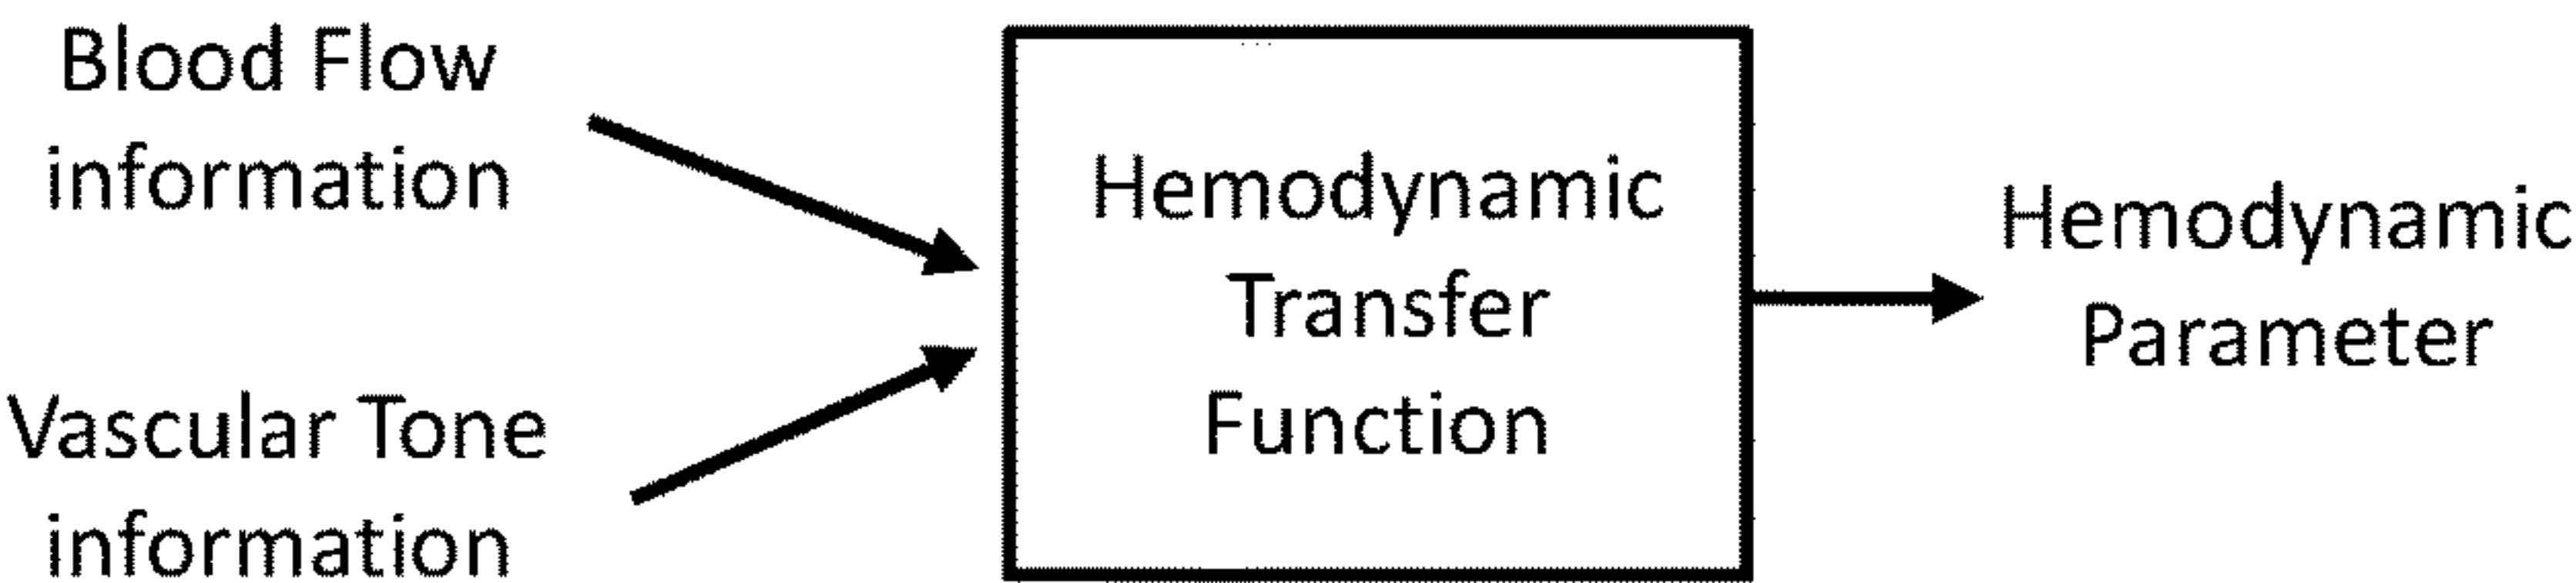 Blood Flow
information
Vascular Tone
information
Hemodynamic
Transfer
Function
Hemodynamic
Parameter